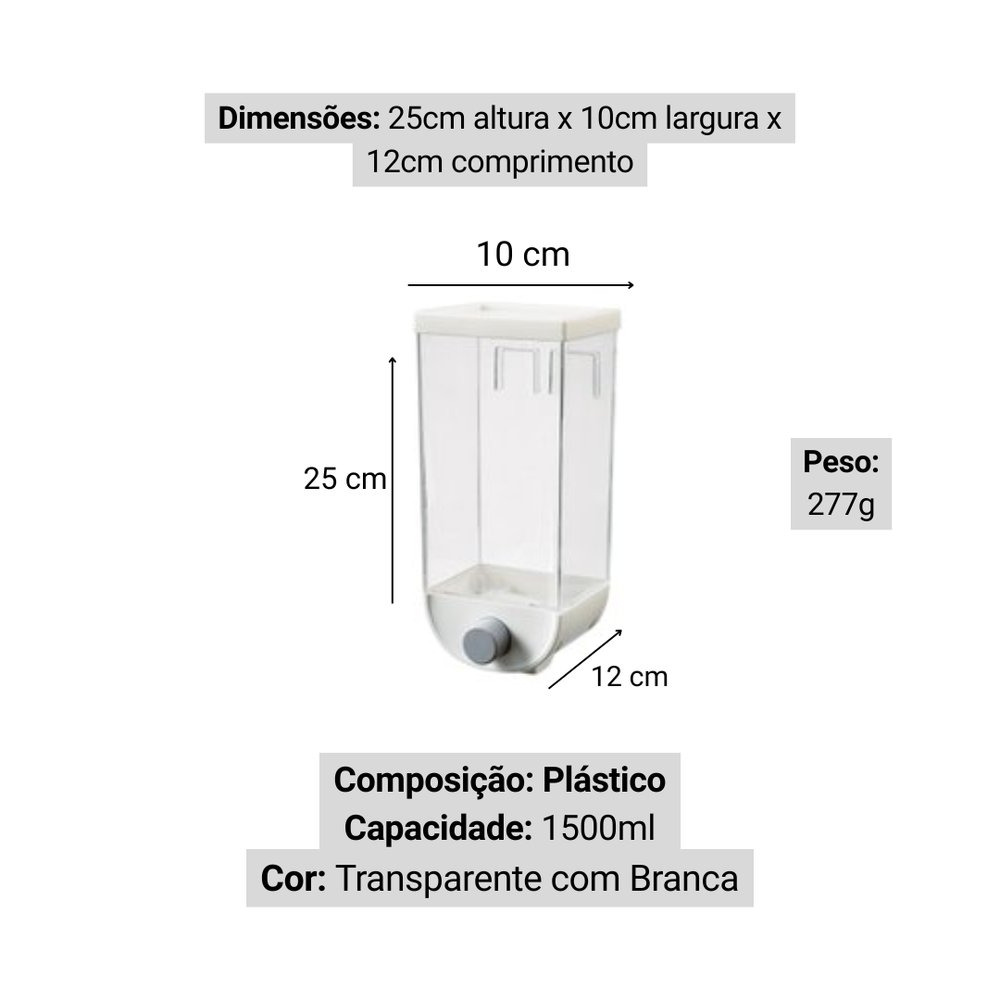 Dimensões: 25cm altura x 10cm largura x
12cm comprimento
10 cm
25 cm
Peso:
277g
12 cm
Composição: Plástico
Capacidade: 1500ml
Cor: Transparente com Branca